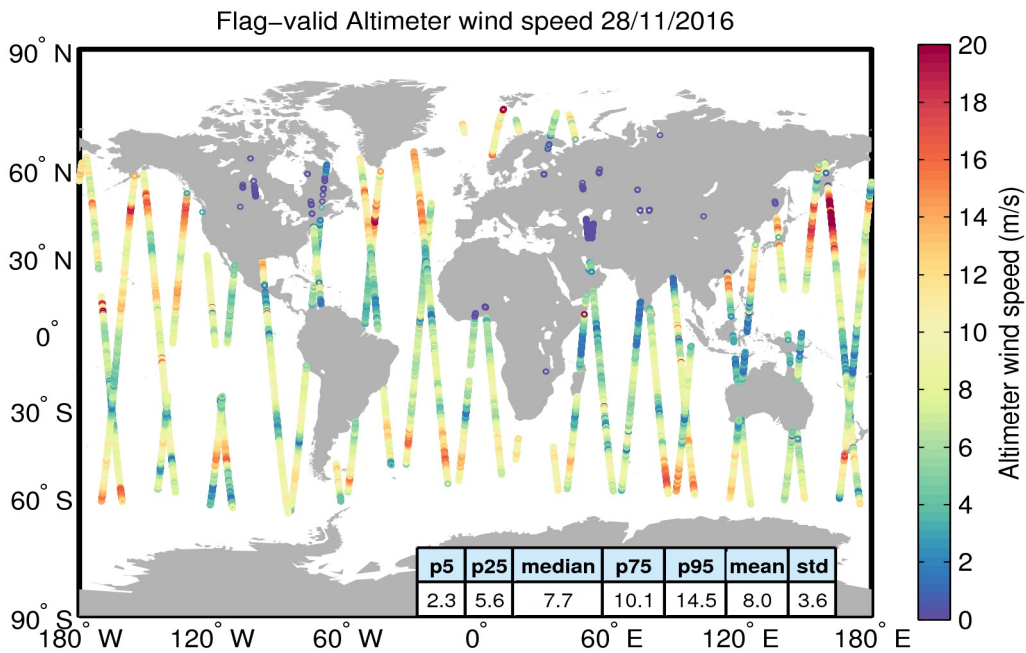 Flag−valid Altimeter wind speed 28/11/2016
90° N
60° N
30° N
0°
30° S
60° S
90° S
180° W
120° W
60° W
0°
60° E
120° E
180° E
p5 p25 median p75 p95 mean std
2.3 5.6 7.7 10.1 14.5 8.0 3.6
20
18
16
14
12
10
8
6
4
2
0
Altimeter wind speed (m/s)